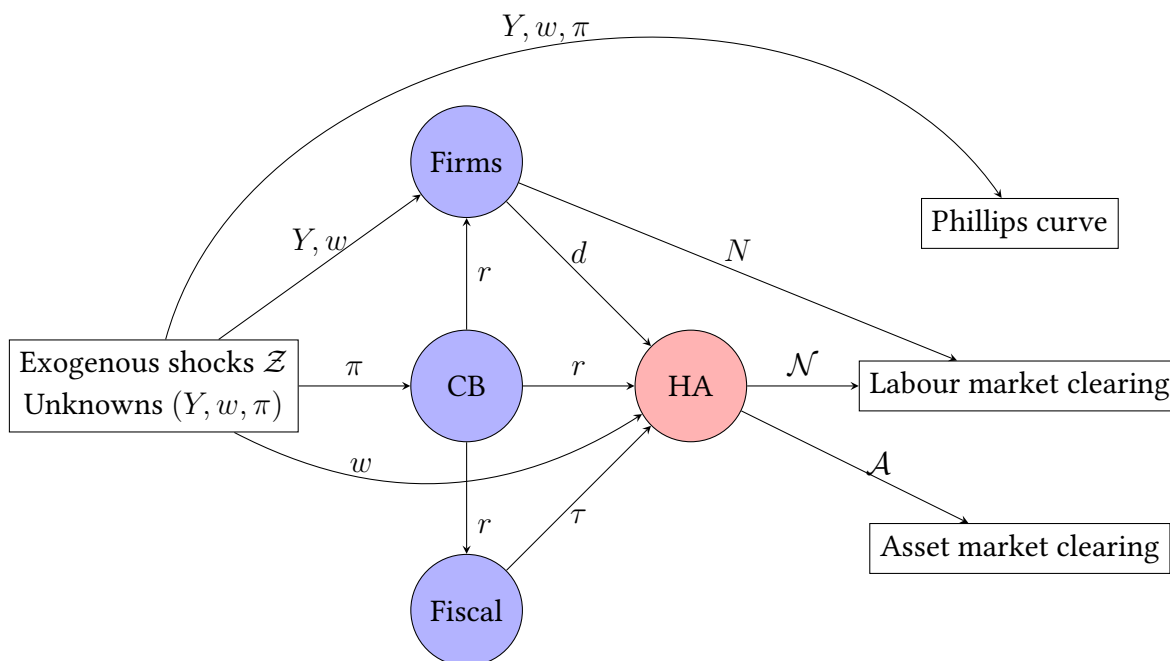 Y, w, π
Firms
Phillips curve
Y, w
d
N
r
Exogenous shocks 𝒵
Unknowns (Y, w, π)
π
CB
r
HA
𝒩
Labour market clearing
w
𝒜
r
τ
Asset market clearing
Fiscal